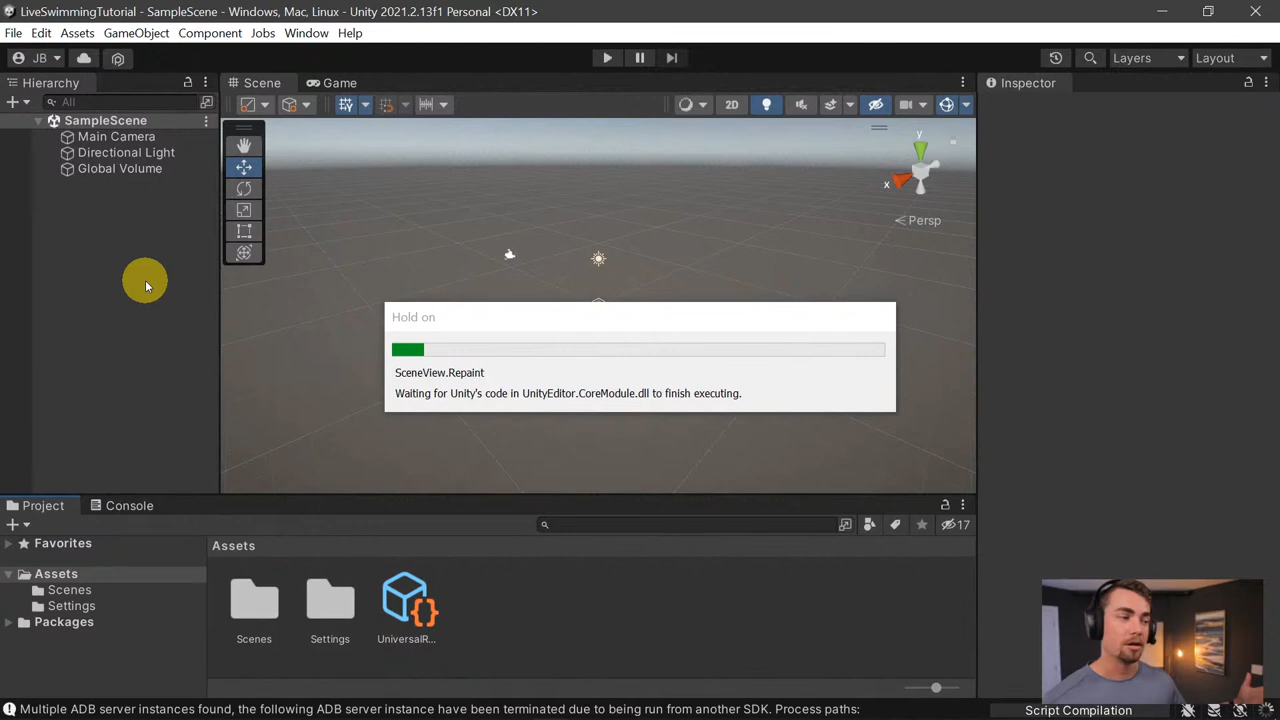 LiveSwimmingTutorial - SampleScene - Windows, Mac, Linux - Unity 2021.2.13f1 Personal <DX11>
File Edit Assets GameObject Component Jobs Window Help
JB Layers Layout
Hierarchy Scene Game Inspector
All 2D
SampleScene
Main Camera
Directional Light
Global Volume
y
x
Persp
Hold on
SceneView.Repaint
Waiting for Unity's code in UnityEditor.CoreModule.dll to finish executing.
Project Console
17
Favorites Assets
Assets
Scenes
Settings
Packages
Scenes Settings UniversalR...
Multiple ADB server instances found, the following ADB server instance have been terminated due to being run from another SDK. Process paths: Script Compilation